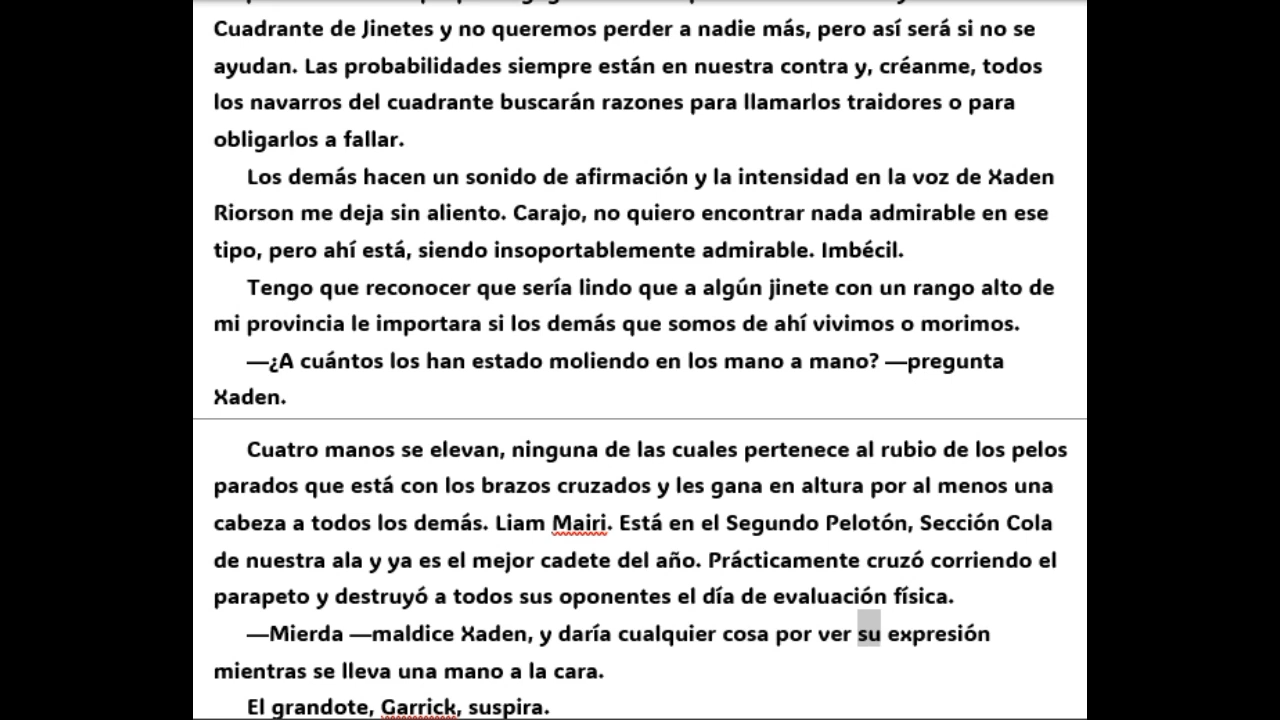 Cuadrante de Jinetes y no queremos perder a nadie más, pero así será si no se
ayudan. Las probabilidades siempre están en nuestra contra y, créanme, todos
los navarros del cuadrante buscarán razones para llamarlos traidores o para
obligarlos a fallar.
Los demás hacen un sonido de afirmación y la intensidad en la voz de Xaden
Riorson me deja sin aliento. Carajo, no quiero encontrar nada admirable en ese
tipo, pero ahí está, siendo insoportablemente admirable. Imbécil.
Tengo que reconocer que sería lindo que a algún jinete con un rango alto de
mi provincia le importara si los demás que somos de ahí vivimos o morimos.
—¿A cuántos los han estado moliendo en los mano a mano? —pregunta
Xaden.
Cuatro manos se elevan, ninguna de las cuales pertenece al rubio de los pelos
parados que está con los brazos cruzados y les gana en altura por al menos una
cabeza a todos los demás. Liam Mairi. Está en el Segundo Pelotón, Sección Cola
de nuestra ala y ya es el mejor cadete del año. Prácticamente cruzó corriendo el
parapeto y destruyó a todos sus oponentes el día de evaluación física.
—Mierda —maldice Xaden, y daría cualquier cosa por ver su expresión
mientras se lleva una mano a la cara.
El grandote, Garrick, suspira.